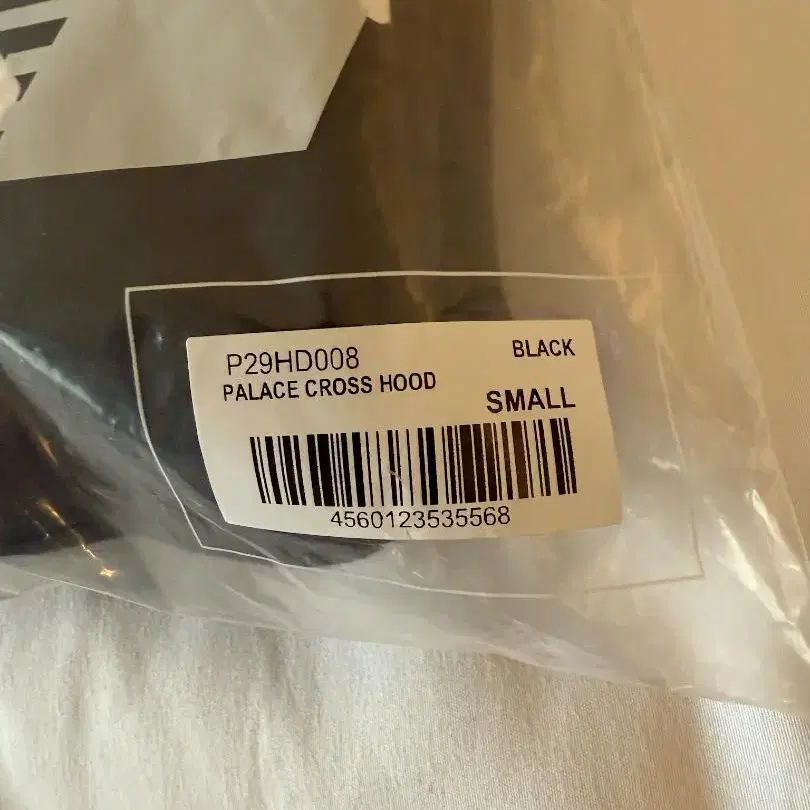 P29HD008
BLACK
PALACE CROSS HOOD
SMALL
4560123535568